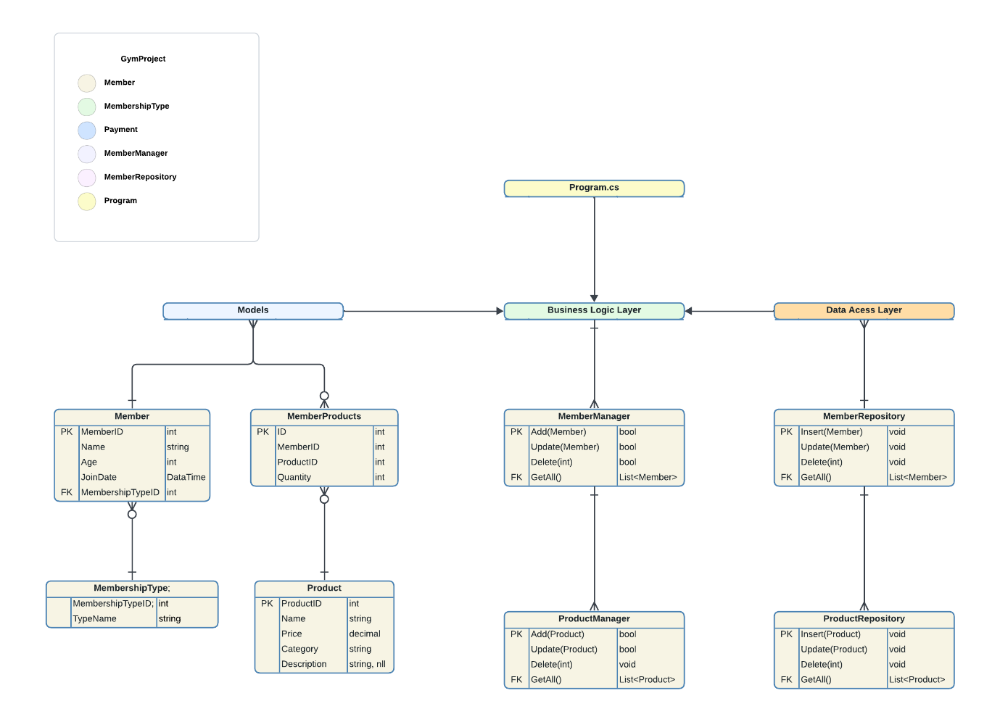 GymProject
Member
MembershipType
Payment
MemberManager
MemberRepository
Program
Program.cs
Models
Business Logic Layer
Data Acess Layer
Member
PK MemberID int
Name string
Age int
JoinDate DataTime
FK MembershipTypeID int
MemberProducts
PK ID int
MemberID int
ProductID int
Quantity int
MemberManager
PK Add(Member) bool
Update(Member) bool
Delete(int) bool
FK GetAll() List<Member>
MemberRepository
PK Insert(Member) void
Update(Member) void
Delete(int) void
FK GetAll() List<Member>
MembershipType;
MembershipTypeID; int
TypeName string
Product
PK ProductID int
Name string
Price decimal
Category string
Description string, nll
ProductManager
PK Add(Product) bool
Update(Product) bool
Delete(int) void
FK GetAll() List<Product>
ProductRepository
PK Insert(Product) void
Update(Product) void
Delete(int) void
FK GetAll() List<Product>